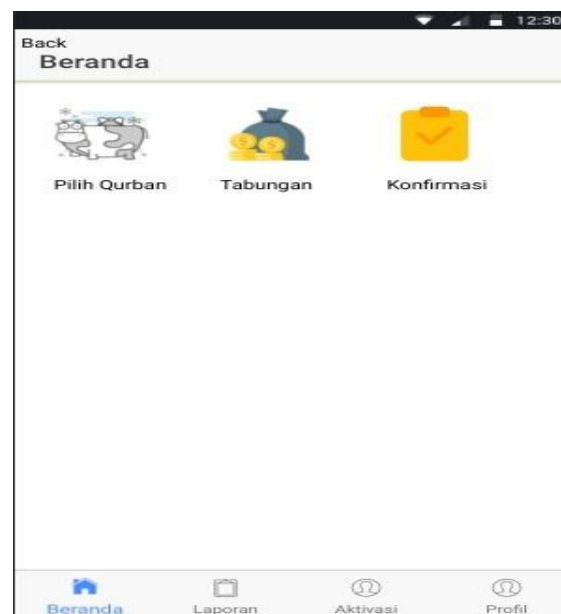 12:30
Back
Beranda
Pilih Qurban Tabungan Konfirmasi
Beranda Laporan Aktivasi Profil